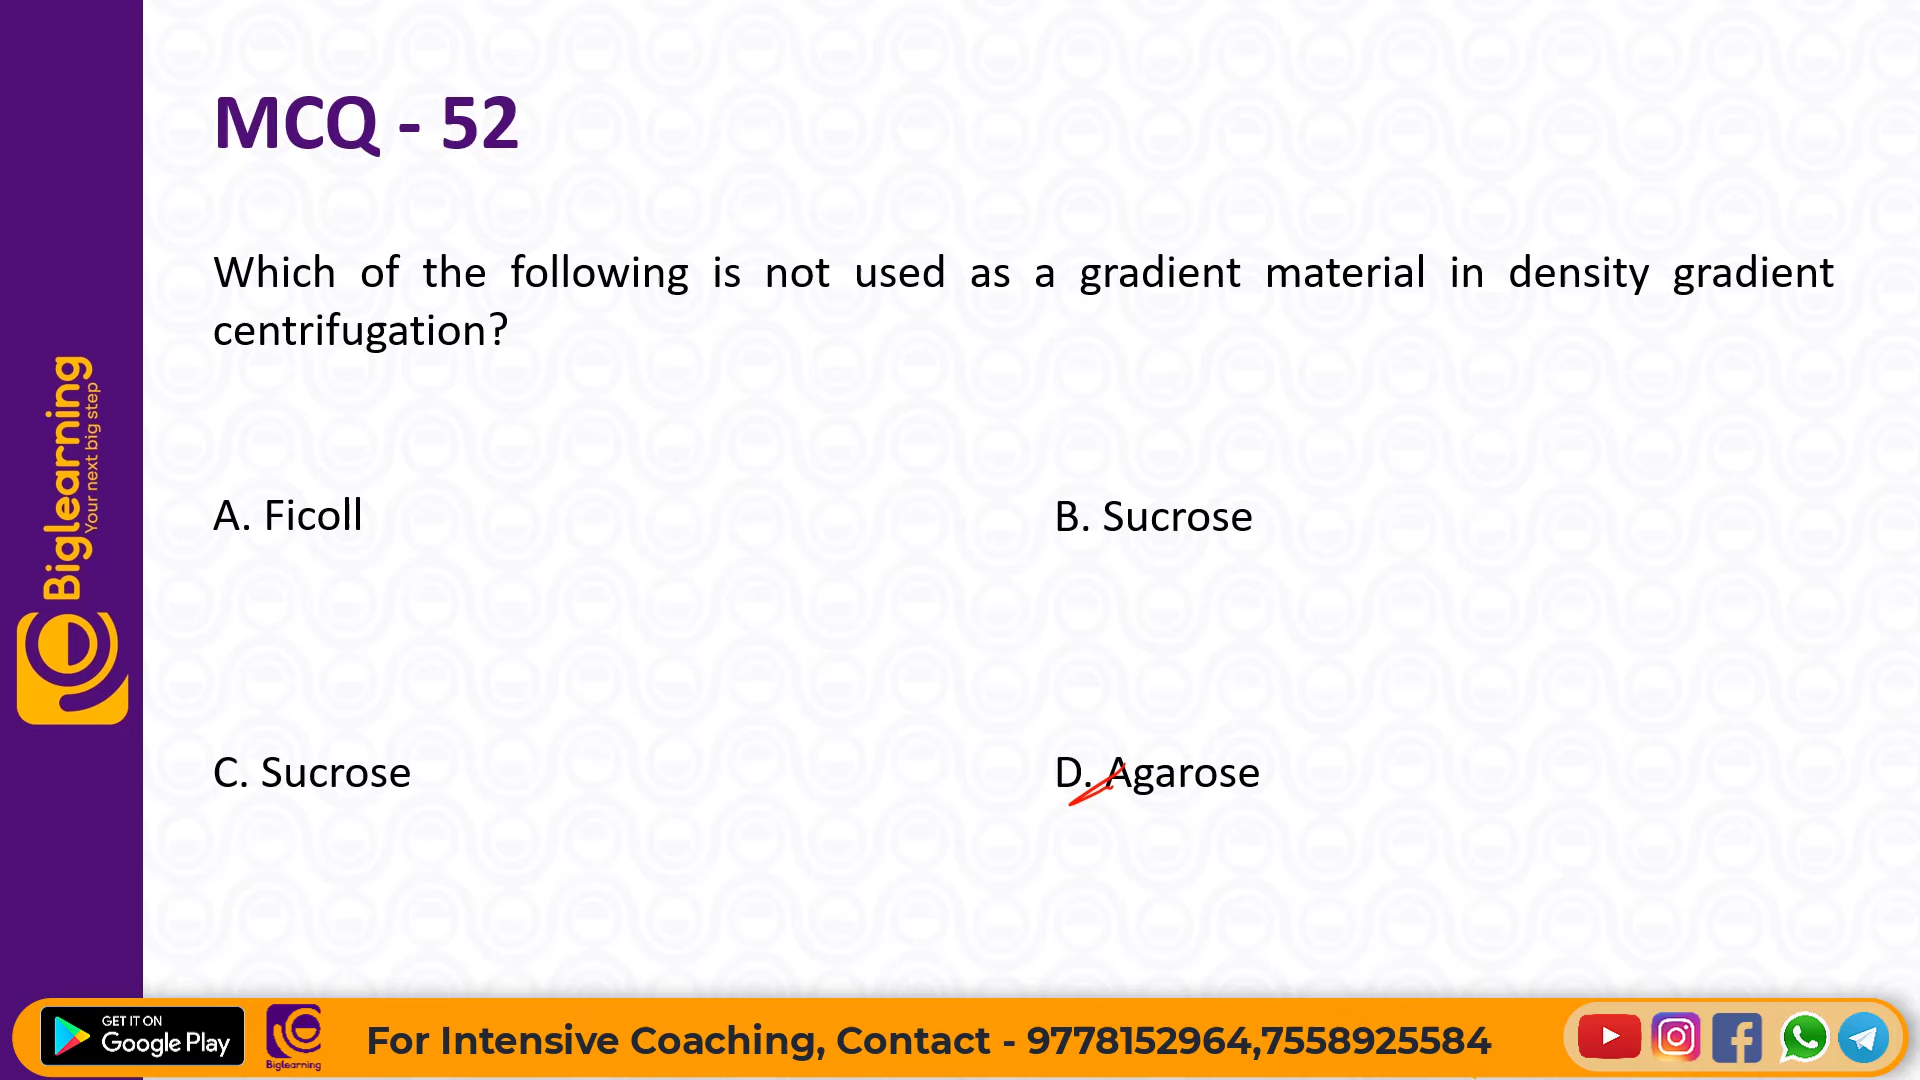 MCQ - 52
Which of the following is not used as a gradient material in density gradient
centrifugation?
A. Ficoll
B. Sucrose
C. Sucrose
D. Agarose
Biglearning
Your next big step
GET IT ON
Google Play
Biglearning
For Intensive Coaching, Contact - 9778152964,7558925584